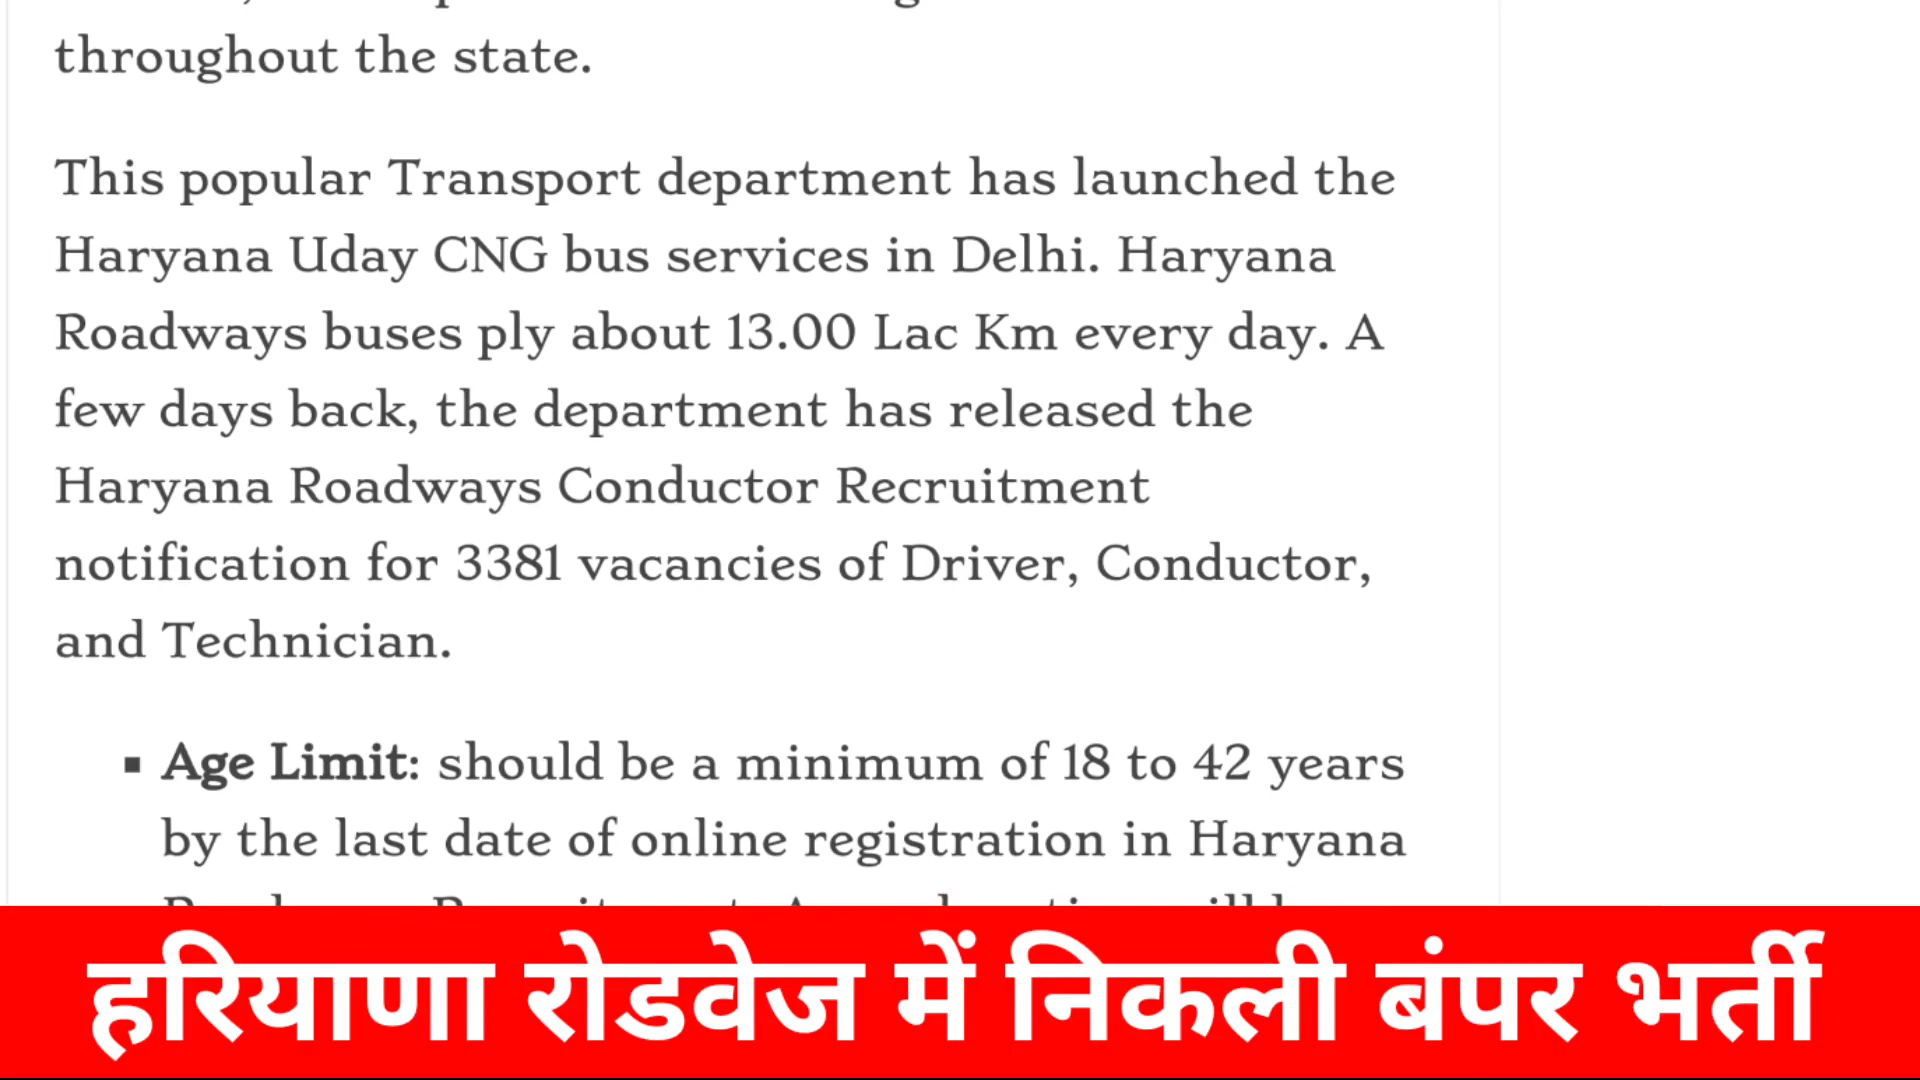 throughout the state.
This popular Transport department has launched the
Haryana Uday CNG bus services in Delhi. Haryana
Roadways buses ply about 13.00 Lac Km every day. A
few days back, the department has released the
Haryana Roadways Conductor Recruitment
notification for 3381 vacancies of Driver, Conductor,
and Technician.
▪ Age Limit: should be a minimum of 18 to 42 years
by the last date of online registration in Haryana
हरियाणा रोडवेज में निकली बंपर भर्ती